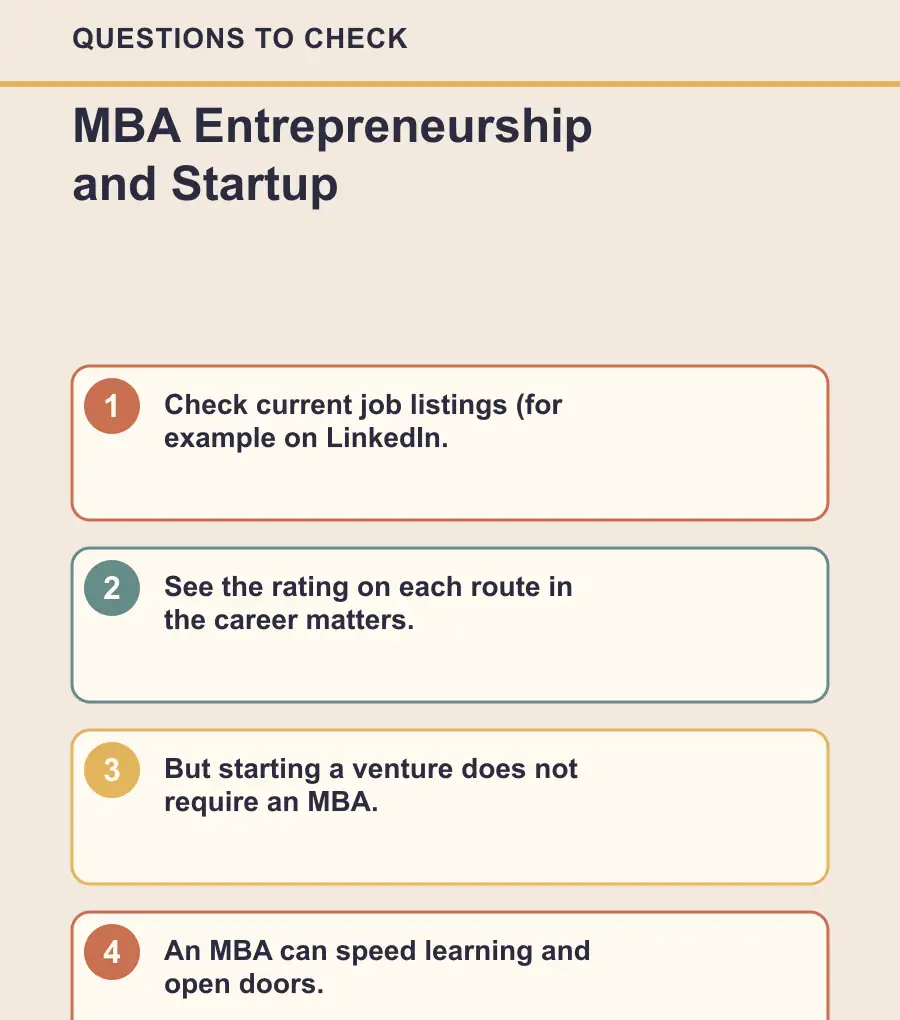 QUESTIONS TO CHECK
MBA Entrepreneurship
and Startup
1
Check current job listings (for
example on LinkedIn.
2
See the rating on each route in
the career matters.
3
But starting a venture does not
require an MBA.
4
An MBA can speed learning and
open doors.